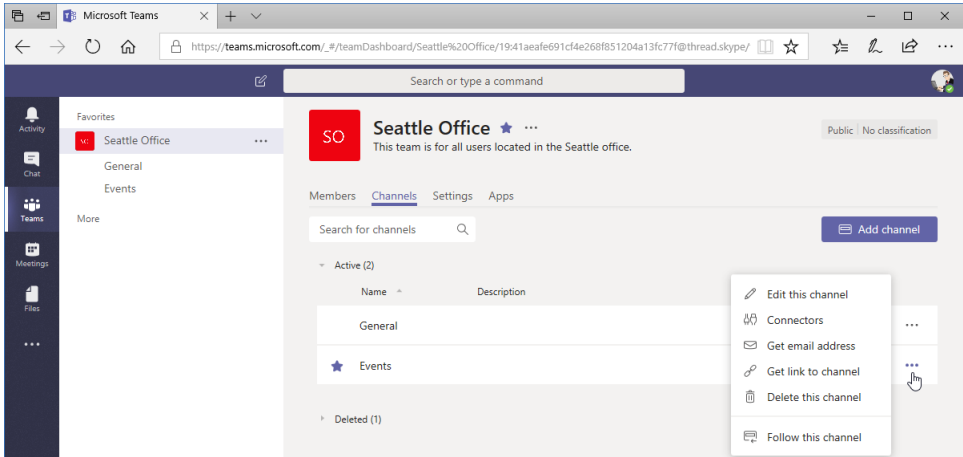 Microsoft Teams
https://teams.microsoft.com/_#/teamDashboard/Seattle%20Office/19:41aeafe691cf4e268f851204a13fc77f@thread.skype/
Search or type a command
Activity
Chat
Teams
Meetings
Files
Favorites
SO Seattle Office
General
Events
More
SO
Seattle Office
This team is for all users located in the Seattle office.
Public No classification
Members Channels Settings Apps
Search for channels
Add channel
Active (2)
Name Description
General
Events
Deleted (1)
Edit this channel
Connectors
Get email address
Get link to channel
Delete this channel
Follow this channel